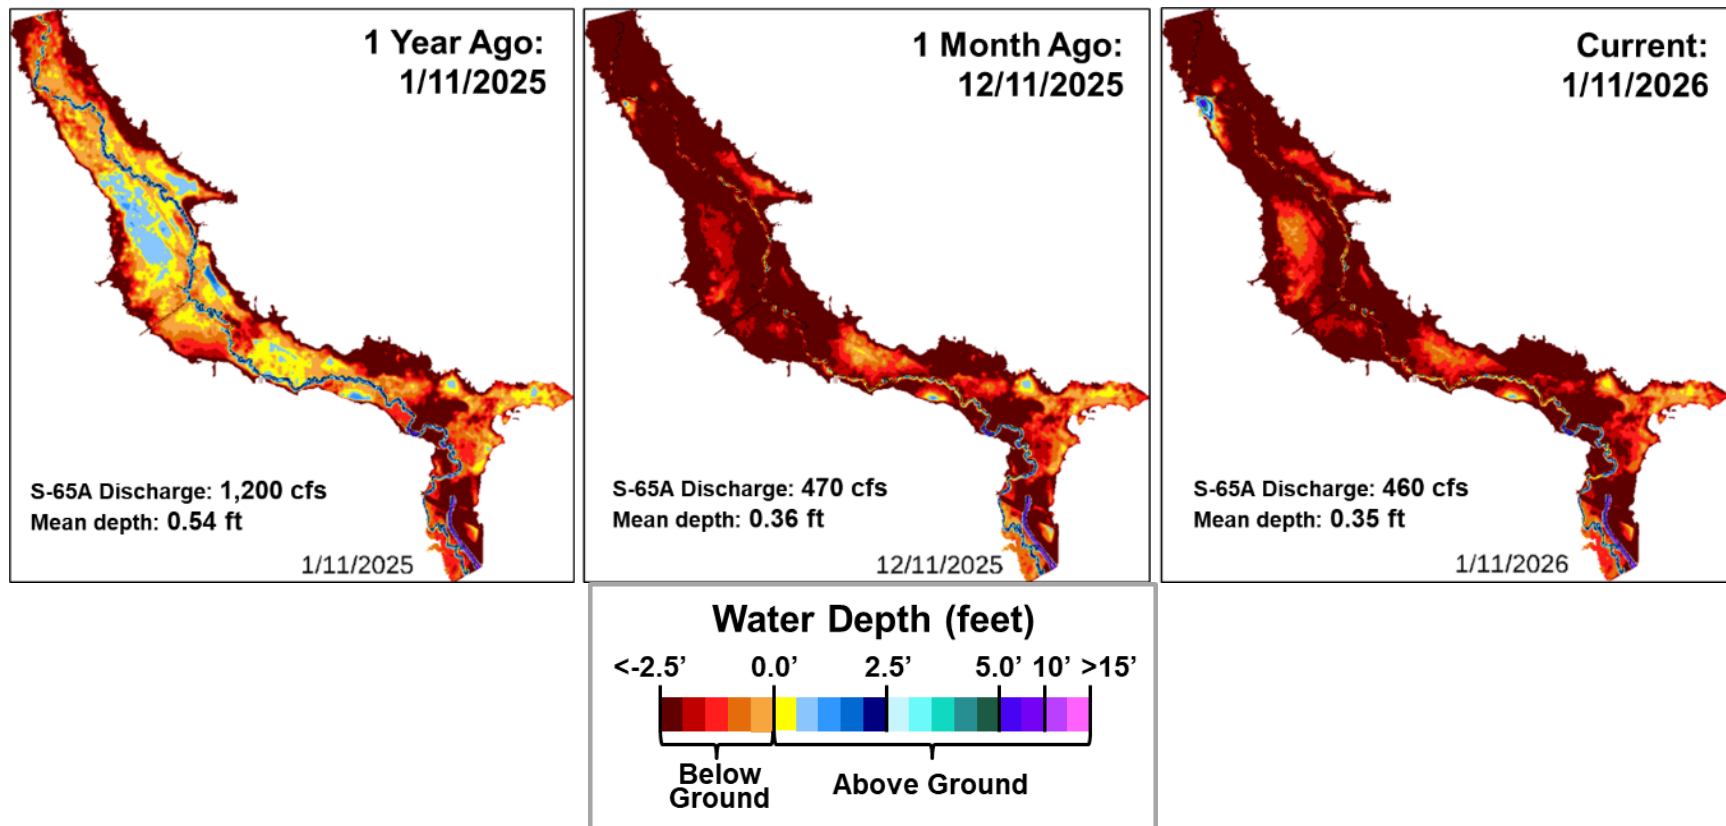 1 Year Ago:
1/11/2025
S-65A Discharge: 1,200 cfs
Mean depth: 0.54 ft
1/11/2025
1 Month Ago:
12/11/2025
S-65A Discharge: 470 cfs
Mean depth: 0.36 ft
12/11/2025
Current:
1/11/2026
S-65A Discharge: 460 cfs
Mean depth: 0.35 ft
1/11/2026
Water Depth (feet)
<-2.5’ 0.0’ 2.5’ 5.0’ 10’ >15’
Below
Ground
Above Ground